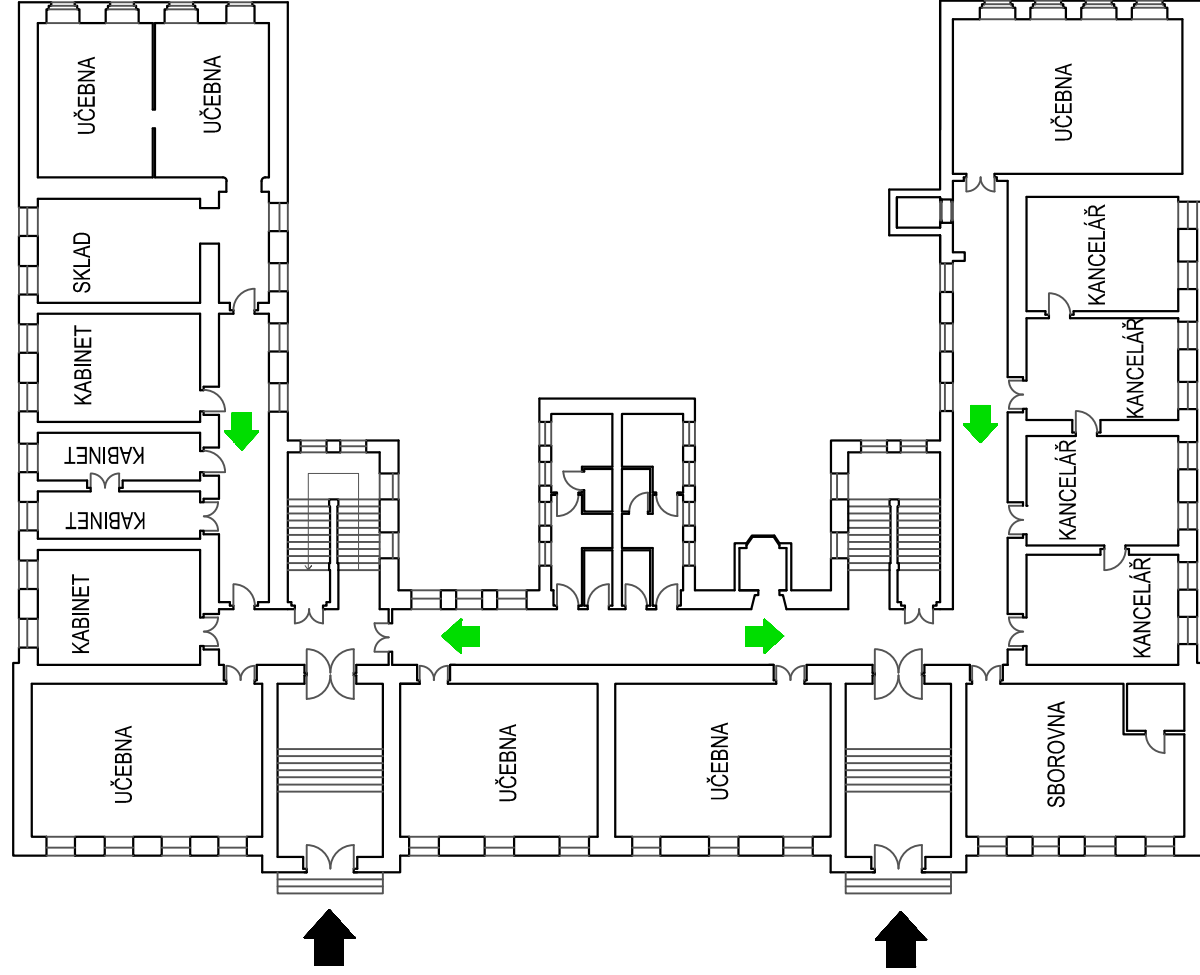 UČEBNA
UČEBNA
UČEBNA
SKLAD
KANCELÁŘ
KABINET
KANCELÁŘ
KABINET
KANCELÁŘ
KABINET
KABINET
KANCELÁŘ
UČEBNA
UČEBNA
UČEBNA
SBOROVNA